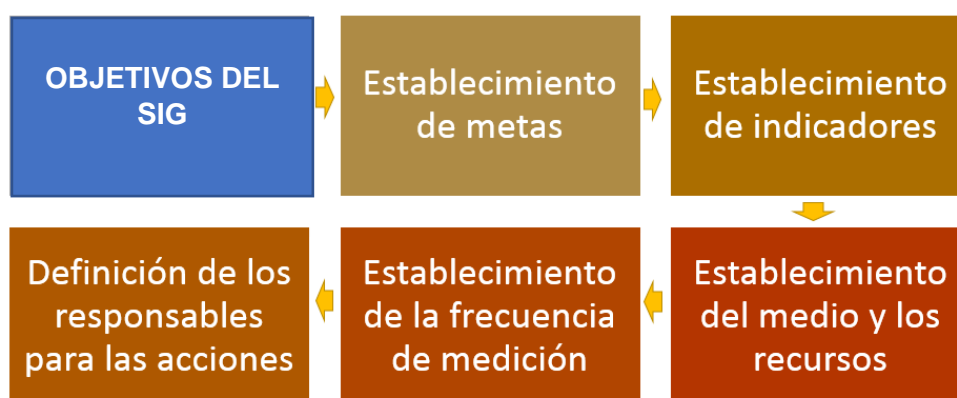 OBJETIVOS DEL
SIG
Establecimiento
de metas
Establecimiento
de indicadores
Establecimiento
del medio y los
recursos
Establecimiento
de la frecuencia
de medición
Definición de los
responsables
para las acciones